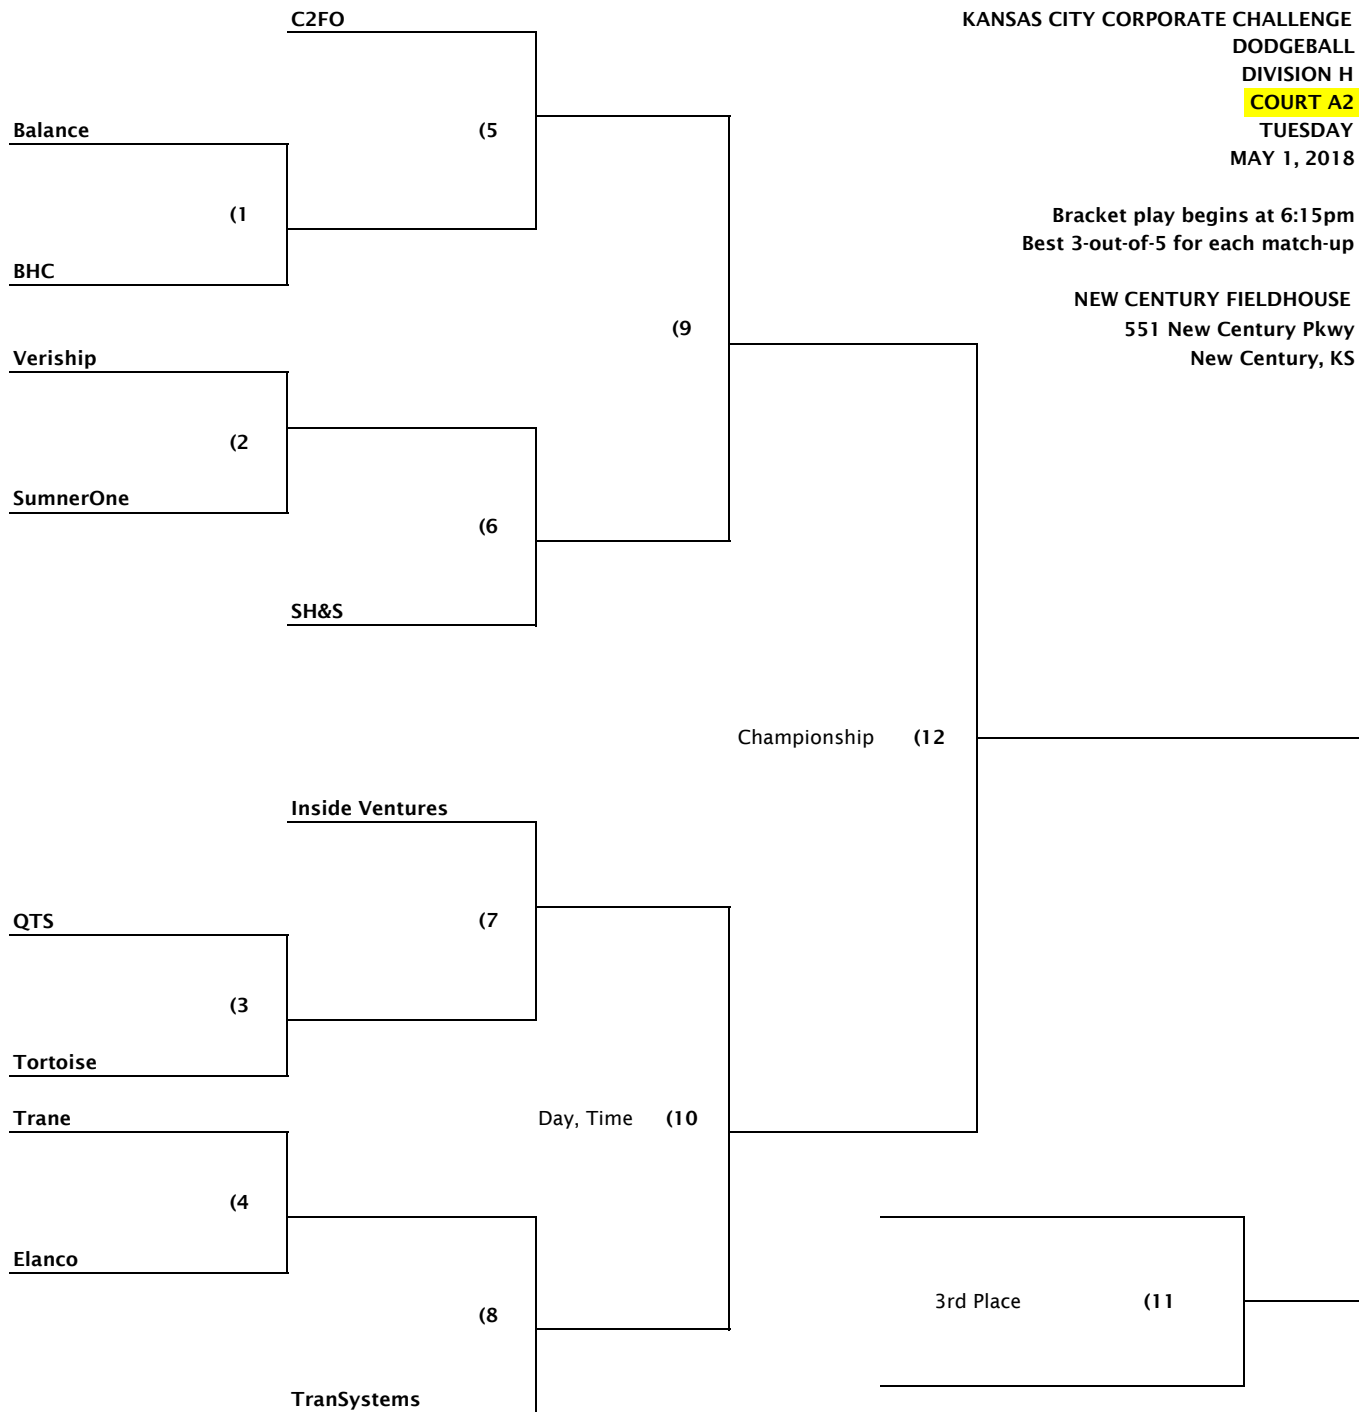 C2FO
KANSAS CITY CORPORATE CHALLENGE
DODGEBALL
DIVISION H
COURT A2
TUESDAY
MAY 1, 2018
Balance
(5
(1
Bracket play begins at 6:15pm
Best 3-out-of-5 for each match-up
BHC
NEW CENTURY FIELDHOUSE
551 New Century Pkwy
New Century, KS
(9
Veriship
(2
SumnerOne
(6
SH&S
Championship (12
Inside Ventures
QTS
(7
(3
Tortoise
Trane
Day, Time (10
(4
Elanco
3rd Place (11
(8
TranSystems